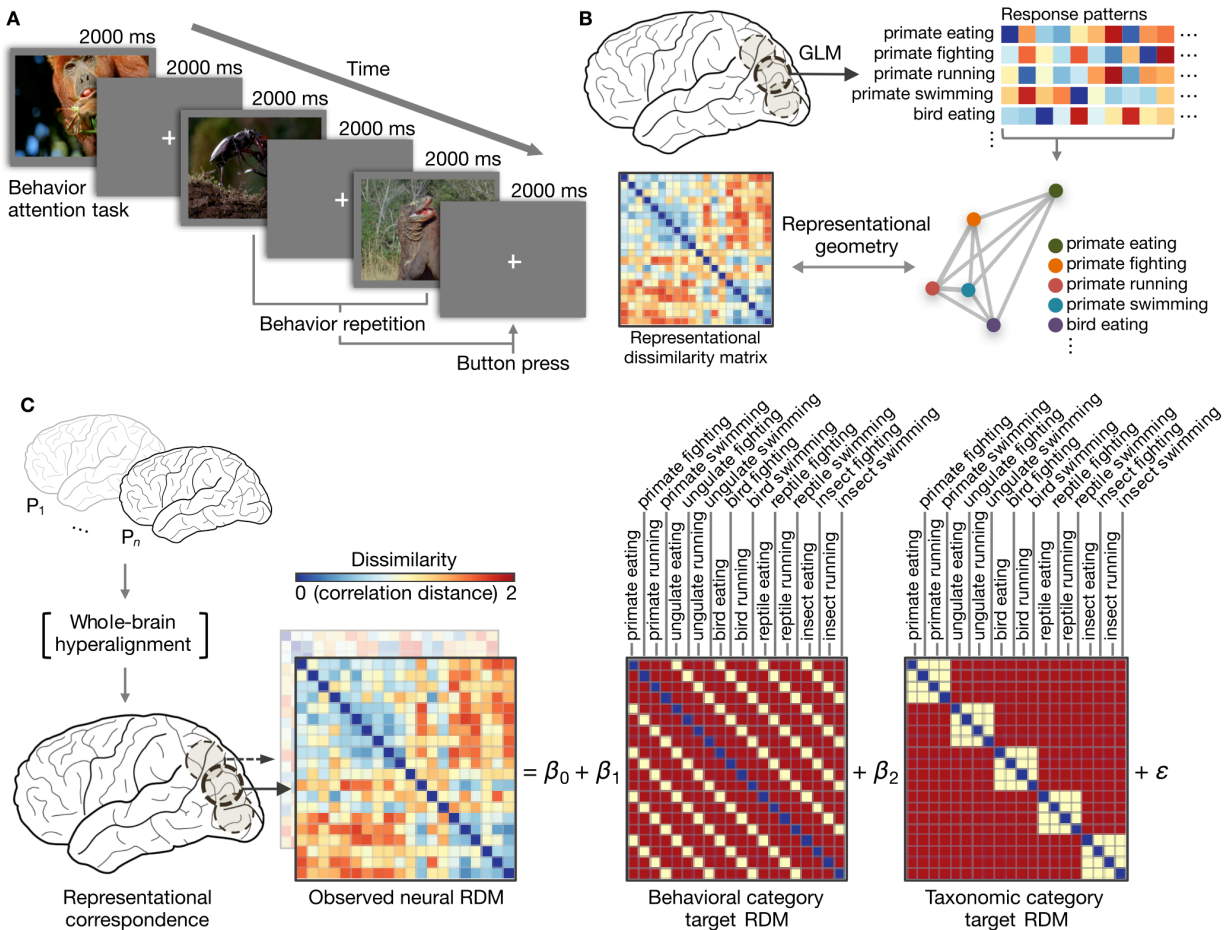 A
2000 ms
2000 ms
2000 ms
2000 ms
2000 ms
2000 ms
Time
Behavior
attention task
Behavior repetition
Button press
B
GLM
Response patterns
primate eating
primate fighting
primate running
primate swimming
bird eating
⋮
...
...
...
...
...
Representational
geometry
primate eating
primate fighting
primate running
primate swimming
bird eating
⋮
Representational
dissimilarity matrix
C
P1
...
Pn
Whole-brain
hyperalignment
Representational
correspondence
Dissimilarity
0 (correlation distance) 2
Observed neural RDM
= β0 + β1
primate eating
primate fighting
primate running
primate swimming
ungulate eating
ungulate fighting
ungulate running
ungulate swimming
bird eating
bird fighting
bird running
bird swimming
reptile eating
reptile fighting
reptile running
reptile swimming
insect eating
insect fighting
insect running
insect swimming
Behavioral category
target RDM
+ β2
primate eating
primate fighting
primate running
primate swimming
ungulate eating
ungulate fighting
ungulate running
ungulate swimming
bird eating
bird fighting
bird running
bird swimming
reptile eating
reptile fighting
reptile running
reptile swimming
insect eating
insect fighting
insect running
insect swimming
Taxonomic category
target RDM
+ ε